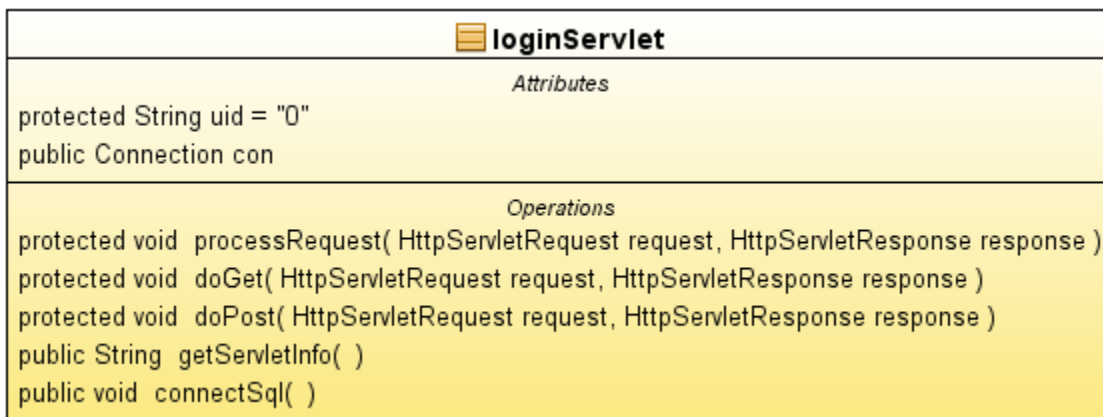 loginServlet
Attributes
protected String uid = "0"
public Connection con
Operations
protected void  processRequest( HttpServletRequest request, HttpServletResponse response )
protected void  doGet( HttpServletRequest request, HttpServletResponse response )
protected void  doPost( HttpServletRequest request, HttpServletResponse response )
public String  getServletInfo(  )
public void  connectSql(  )